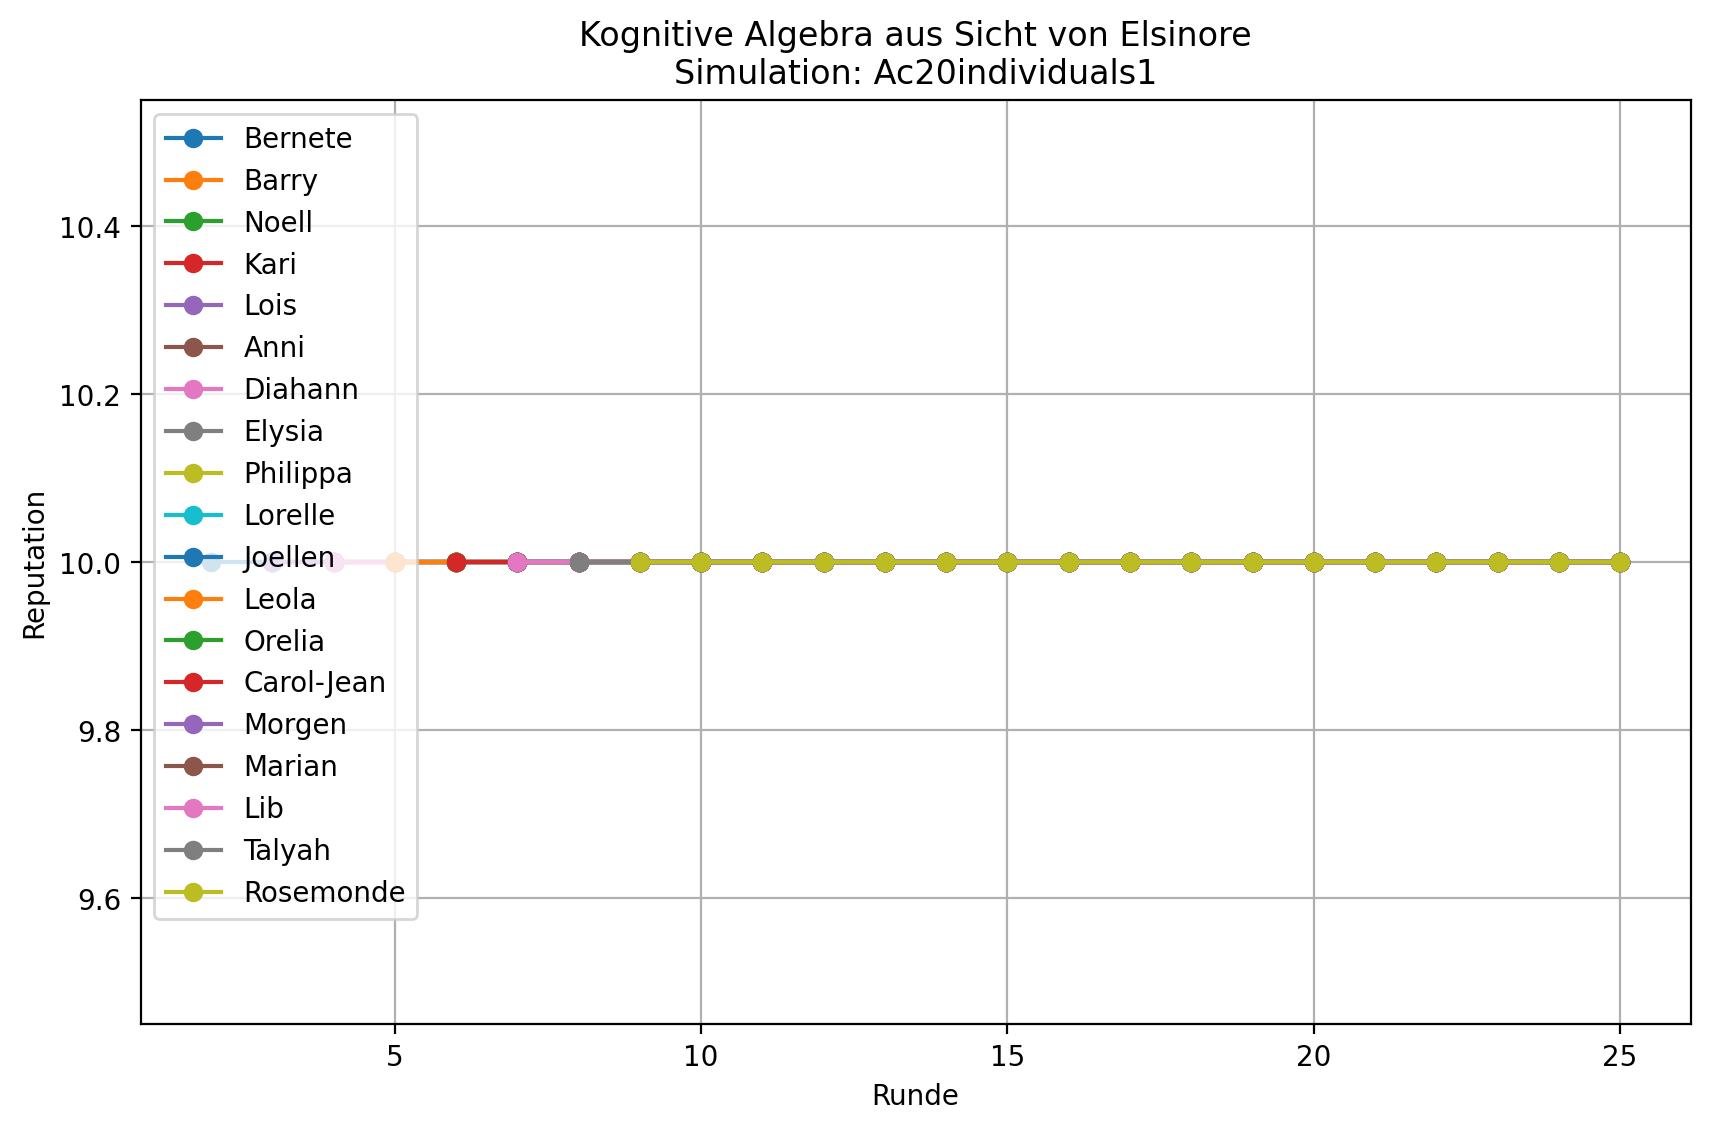 Kognitive Algebra aus Sicht von Elsinore
Simulation: Ac20individuals1
Reputation
10.4
10.2
10.0
9.8
9.6
Bernete
Barry
Noell
Kari
Lois
Anni
Diahann
Elysia
Philippa
Lorelle
Joellen
Leola
Orelia
Carol-Jean
Morgen
Marian
Lib
Talyah
Rosemonde
5 10 15 20 25
Runde